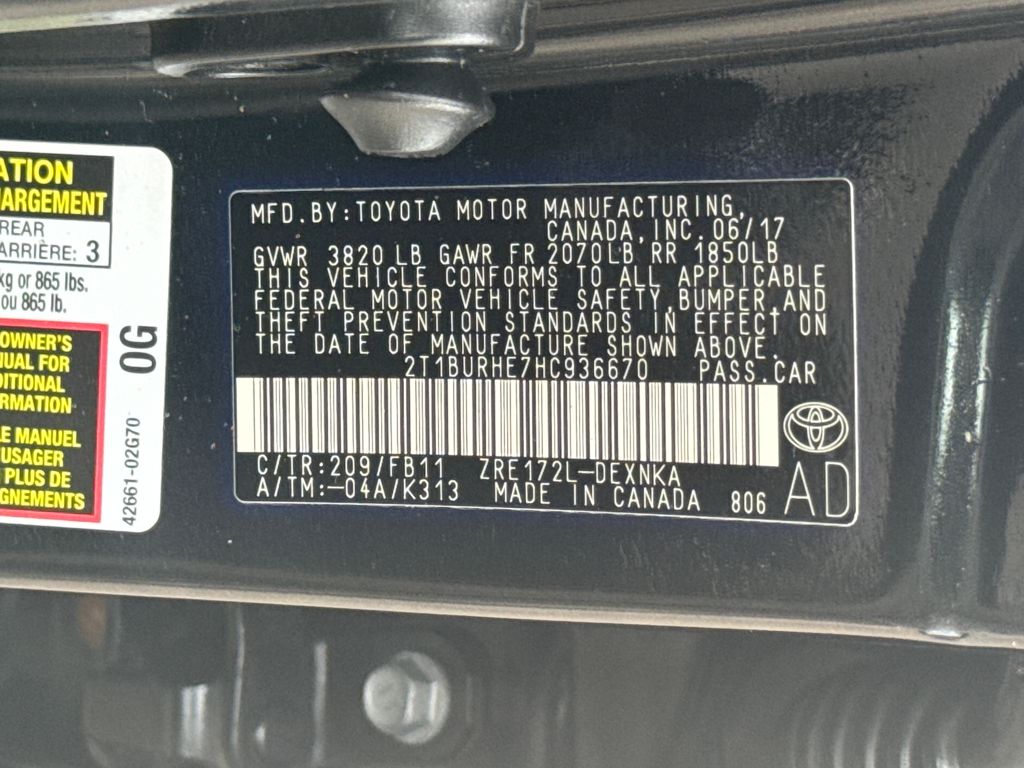 ATION
HARGEMENT
REAR
ARRIÈRE: 3
kg or 865 lbs.
ou 865 lb.
OWNER'S
NUAL FOR
DITIONAL
RMATION
LE MANUEL
USAGER
PLUS DE
EIGNEMENTS
0G
42661-02G70
MFD.BY:TOYOTA MOTOR MANUFACTURING,
CANADA,INC.06/17
GVWR 3820 LB GAWR FR 2070LB RR 1850LB
THIS VEHICLE CONFORMS TO ALL APPLICABLE
FEDERAL MOTOR VEHICLE SAFETY,BUMPER,AND
THEFT PREVENTION STANDARDS IN EFFECT ON
THE DATE OF MANUFACTURE SHOWN ABOVE.
2T1BURHE7HC936670 PASS.CAR
C/TR:209/FB11 ZRE172L-DEXNKA
A/TM:-04A/K313 MADE IN CANADA 806
AD